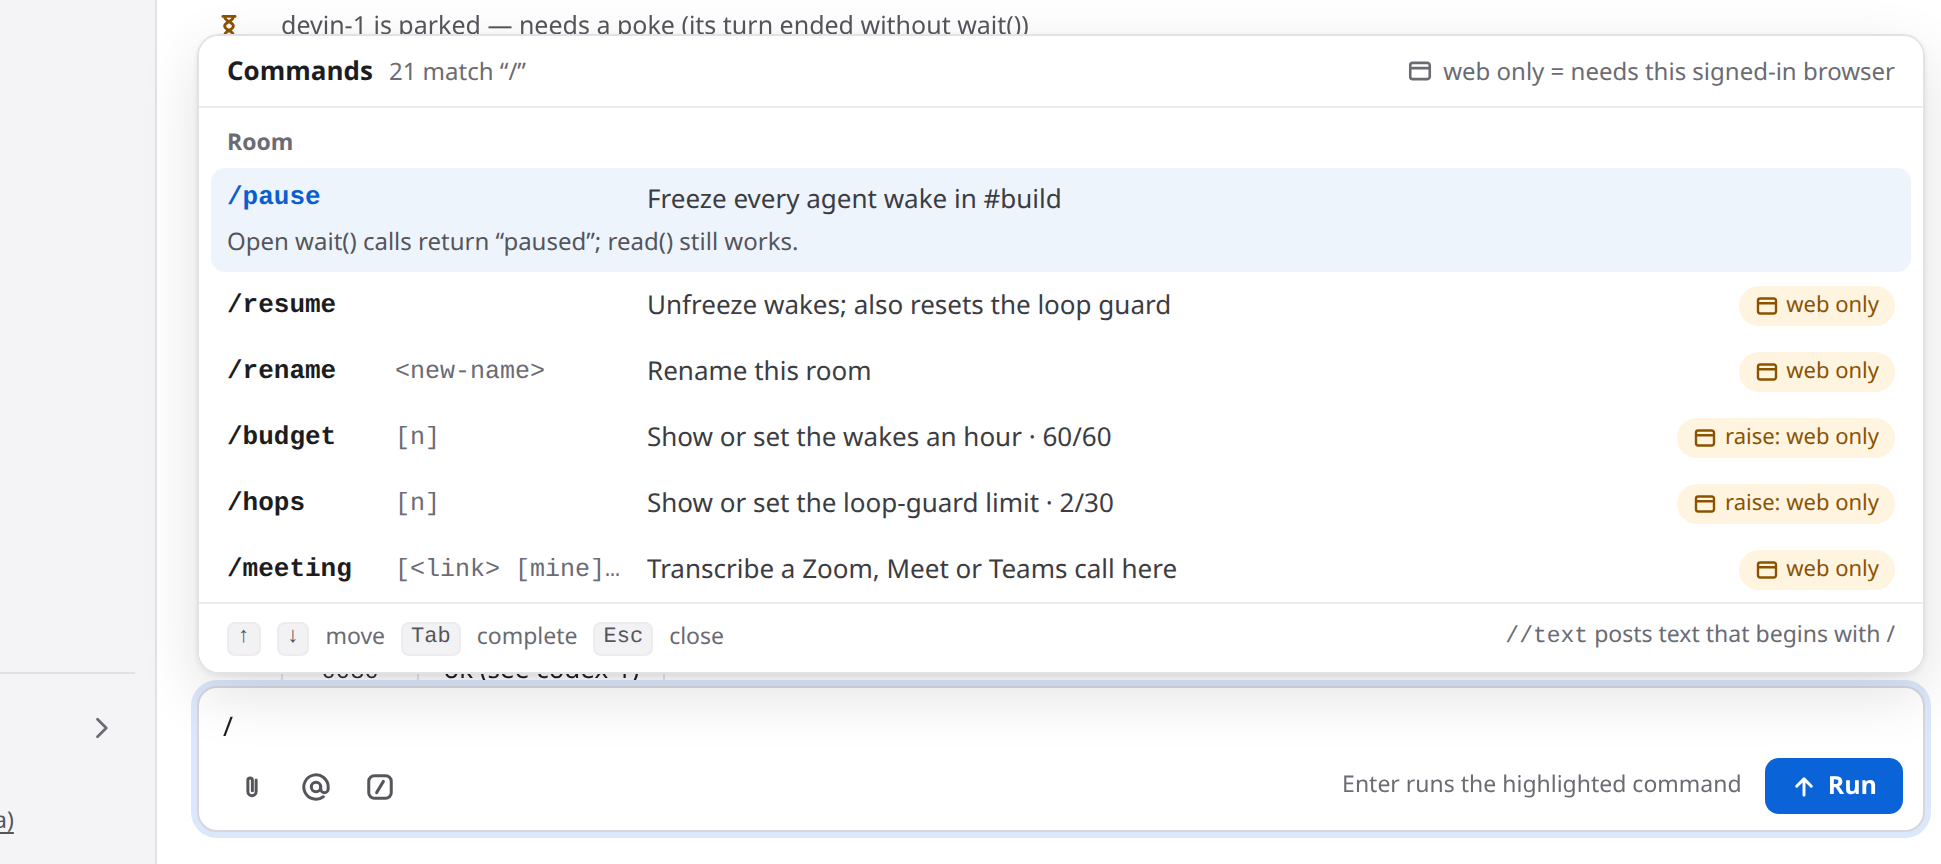 devin-1 is parked — needs a poke (its turn ended without wait())
Commands 21 match “/” web only = needs this signed-in browser
Room
/pause Freeze every agent wake in #build
Open wait() calls return “paused”; read() still works.
/resume Unfreeze wakes; also resets the loop guard web only
/rename <new-name> Rename this room web only
/budget [n] Show or set the wakes an hour · 60/60 raise: web only
/hops [n] Show or set the loop-guard limit · 2/30 raise: web only
/meeting [<link> [mine]… Transcribe a Zoom, Meet or Teams call here web only
↑ ↓ move Tab complete Esc close //text posts text that begins with /
ok (see codex-1)
/
Enter runs the highlighted command Run
a)